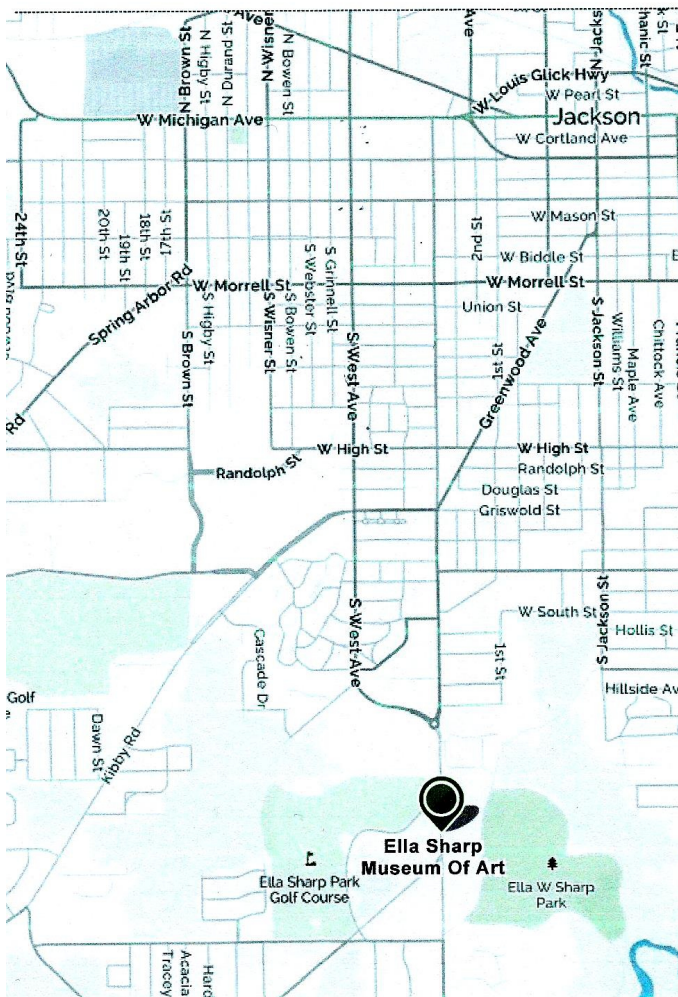 Ave
Ave
N Brown St
N Higby St
N Durand St
N Wisner
N Bowen St
N Jacks
hanic St
k St
W Louis Glick Hwy
W Pearl St
W Michigan Ave
Jackson
W Cortland Ave
24th St
20th St
19th St
18th St
17th St
2nd St
W Mason St
W Biddle St
Spring Arbor Rd
W Morrell St
W Morrell St
S Higby St
S Brown St
S Wisner St
S Bowen St
S Webster St
S Grinnell St
S West Ave
Union St
1st St
Greenwood Ave
S Jackson St
Williams St
Maple Ave
Chittock Ave
Rd
Randolph St
W High St
W High St
Randolph St
Douglas St
Griswold St
S West Ave
W South St
S Jackson St
Hollis St
Cascade Dr
1st St
Hillside Av
Golf
Dawn St
Kibby Rd
Ella Sharp
Museum Of Art
Ella Sharp Park
Golf Course
Ella W Sharp
Park
Tracey
Acacia
Hard